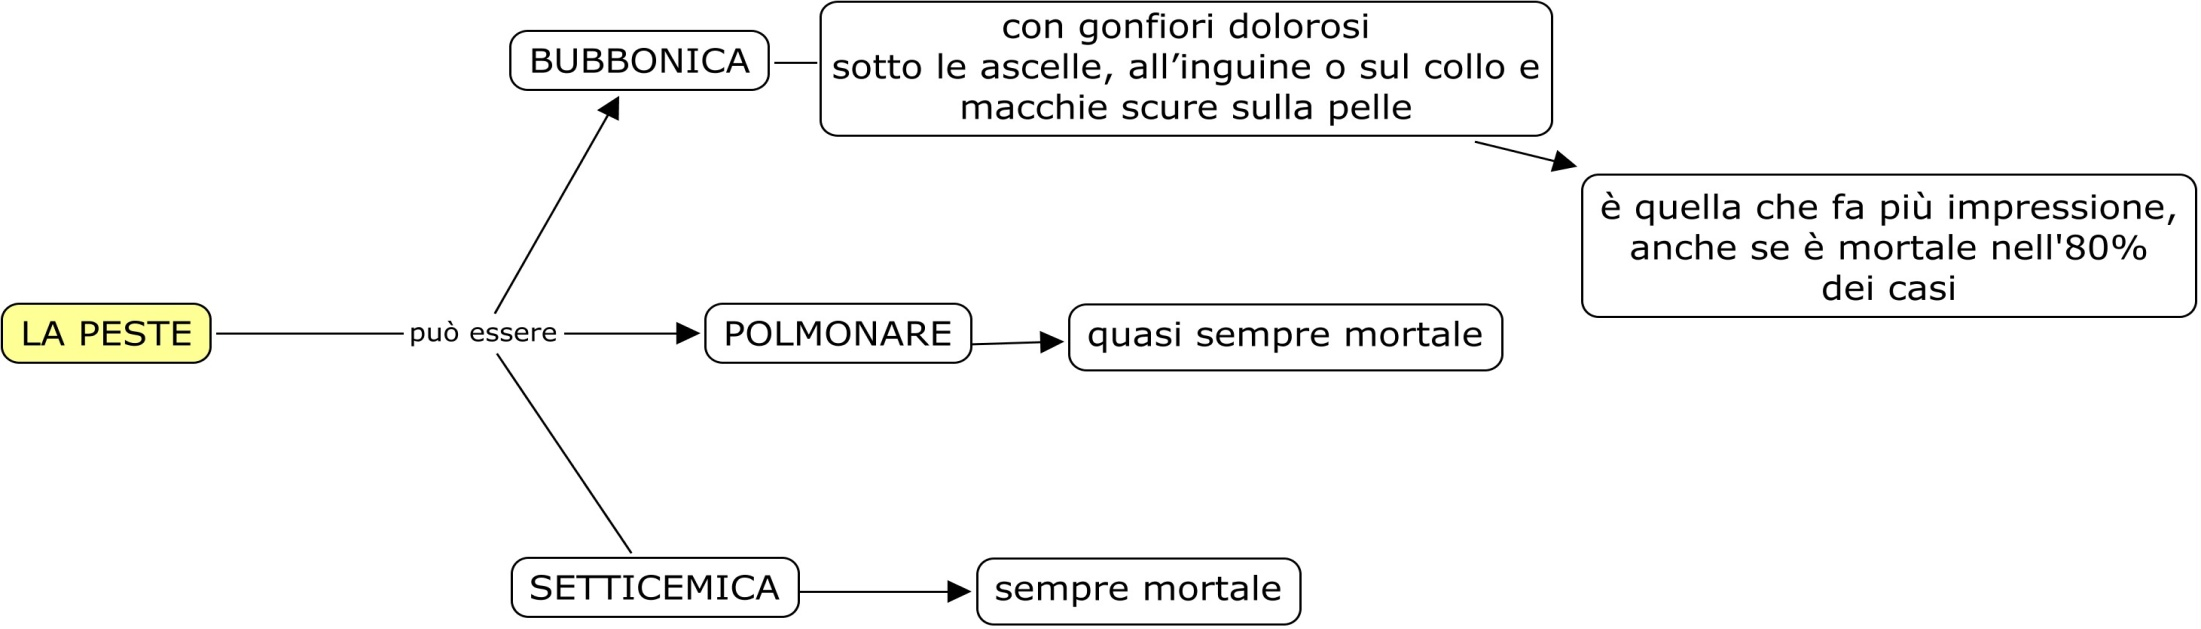 BUBBONICA
con gonfiori dolorosi
sotto le ascelle, all’inguine o sul collo e
macchie scure sulla pelle
è quella che fa più impressione,
anche se è mortale nell'80%
dei casi
LA PESTE
può essere
POLMONARE
quasi sempre mortale
SETTICEMICA
sempre mortale